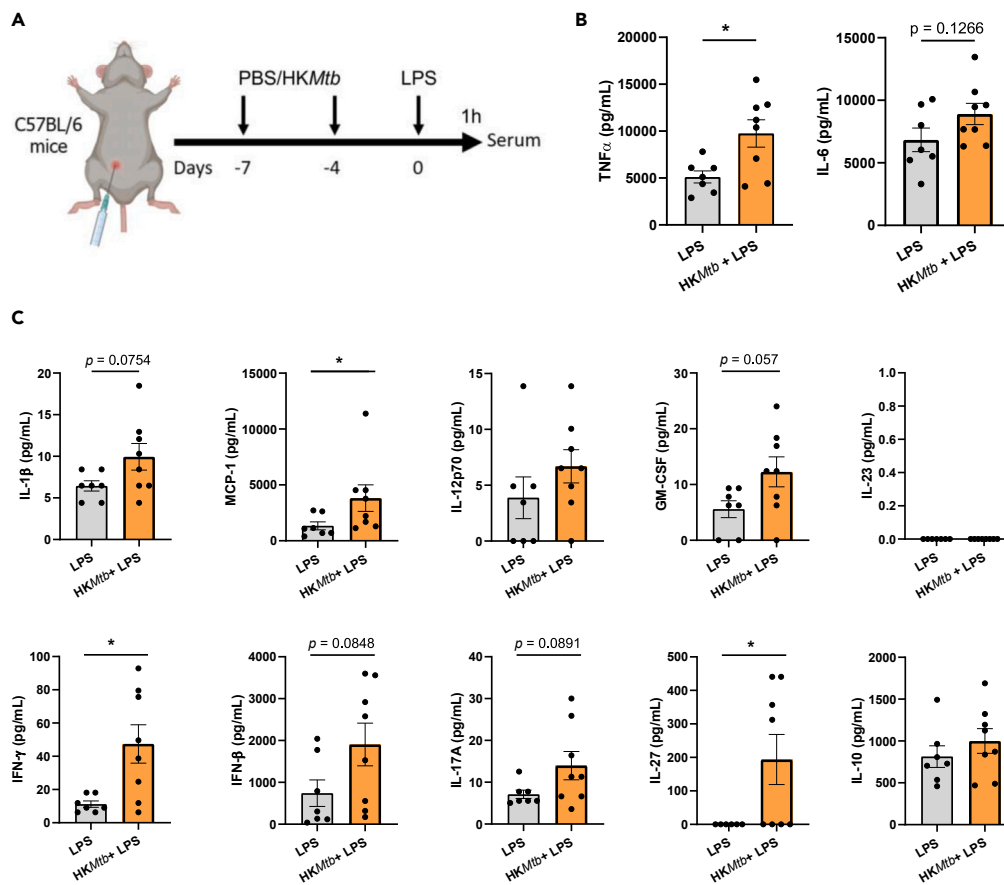 A
C57BL/6
mice
PBS/HKMtb
LPS
1h
Serum
Days
-7
-4
0
B
*
TNFα (pg/mL)
20000
15000
10000
5000
0
LPS
HKMtb + LPS
p = 0.1266
IL-6 (pg/mL)
15000
10000
5000
0
LPS
HKMtb + LPS
C
p = 0.0754
IL-1β (pg/mL)
20
15
10
5
0
LPS
HKMtb+ LPS
*
MCP-1 (pg/mL)
15000
10000
5000
0
LPS
HKMtb+ LPS
IL-12p70 (pg/mL)
15
10
5
0
LPS
HKMtb+ LPS
p = 0.057
GM-CSF (pg/mL)
30
20
10
0
LPS
HKMtb+ LPS
IL-23 (pg/mL)
1.0
0.8
0.6
0.4
0.2
0.0
LPS
HKMtb + LPS
*
IFN-γ (pg/mL)
100
80
60
40
20
0
LPS
HKMtb+ LPS
p = 0.0848
IFN-β (pg/mL)
4000
3000
2000
1000
0
LPS
HKMtb+ LPS
p = 0.0891
IL-17A (pg/mL)
40
30
20
10
0
LPS
HKMtb+ LPS
*
IL-27 (pg/mL)
500
400
300
200
100
0
LPS
HKMtb+ LPS
IL-10 (pg/mL)
2000
1500
1000
500
0
LPS
HKMtb+ LPS